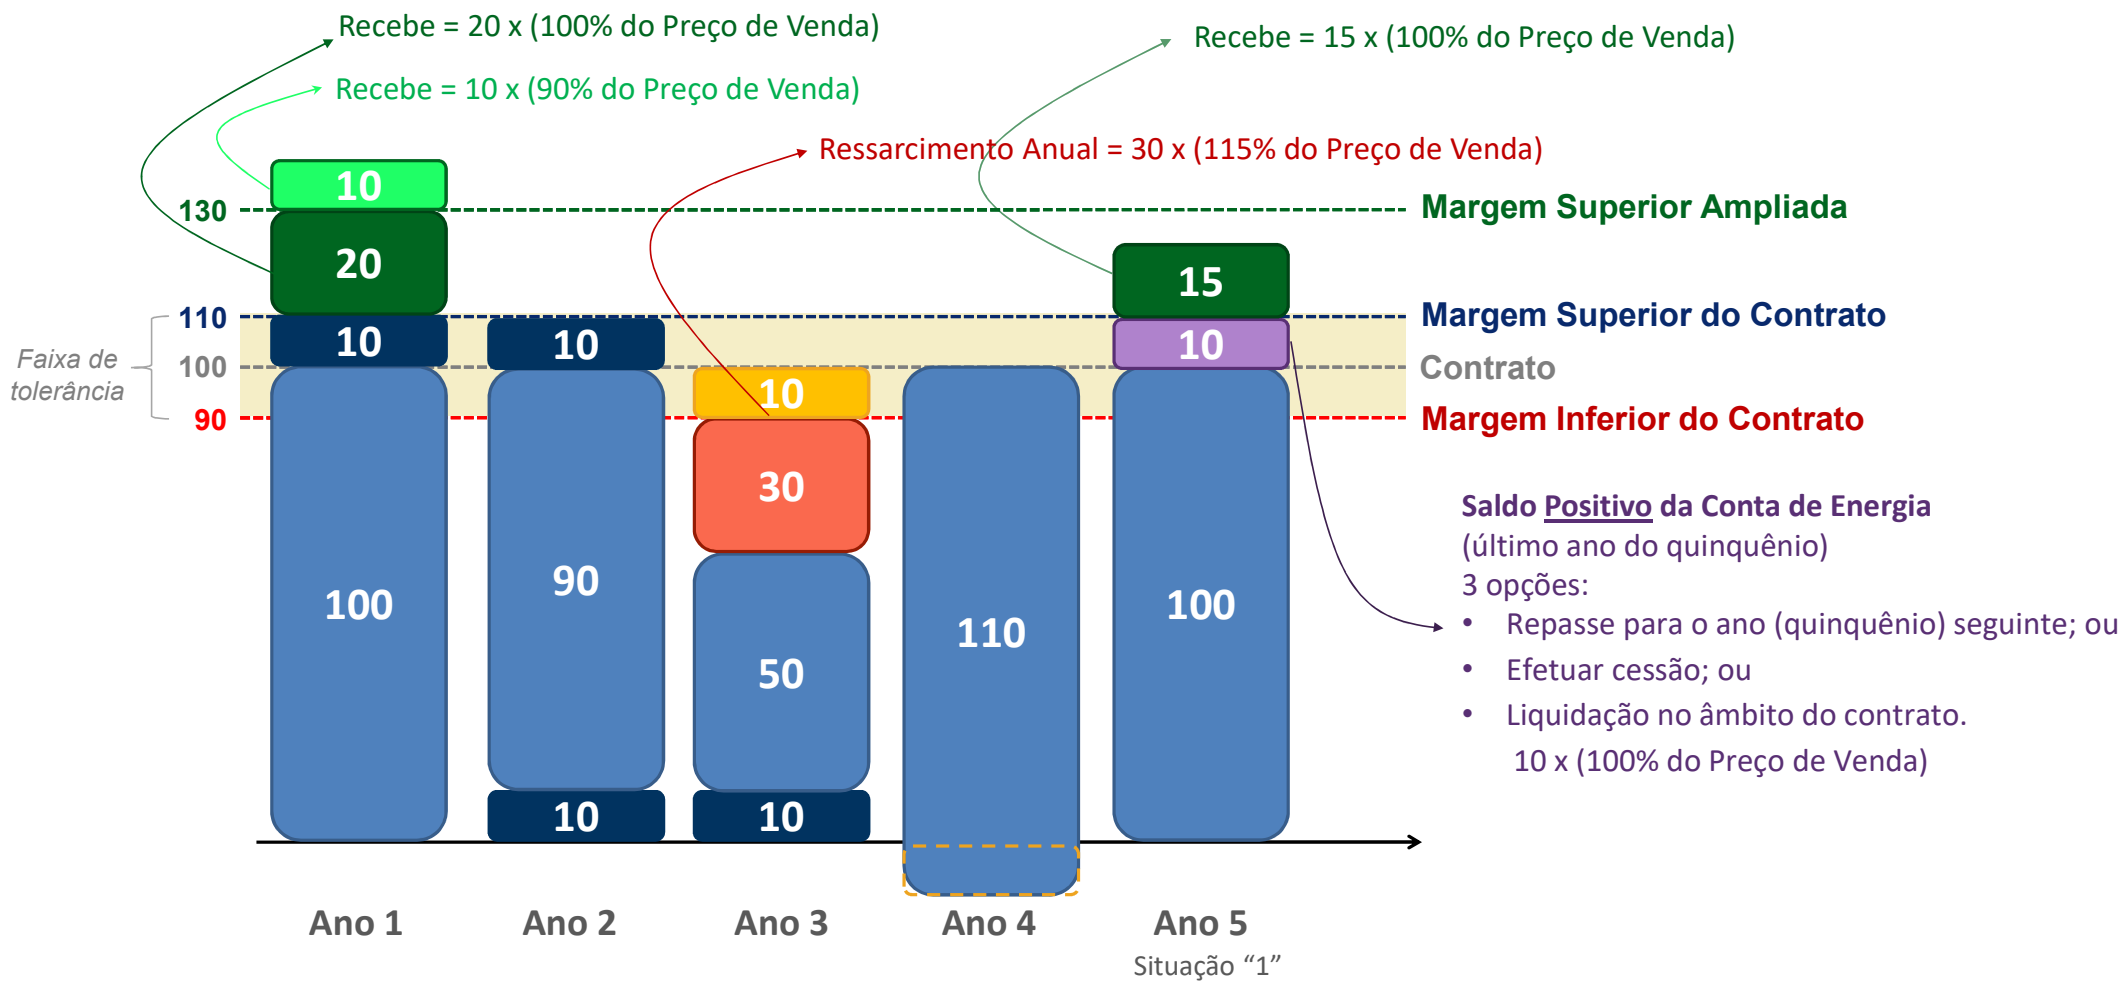 Recebe = 20 x (100% do Preço de Venda)
Recebe = 15 x (100% do Preço de Venda)
Recebe = 10 x (90% do Preço de Venda)
Ressarcimento Anual = 30 x (115% do Preço de Venda)
10
130
Margem Superior Ampliada
20
15
110
Margem Superior do Contrato
10
10
10
Faixa de
tolerância
100
Contrato
10
90
Margem Inferior do Contrato
30
Saldo Positivo da Conta de Energia
(último ano do quinquênio)
3 opções:
100
90
50
110
100
• Repasse para o ano (quinquênio) seguinte; ou
• Efetuar cessão; ou
• Liquidação no âmbito do contrato.
10 x (100% do Preço de Venda)
10
10
Ano 1
Ano 2
Ano 3
Ano 4
Ano 5
Situação “1”